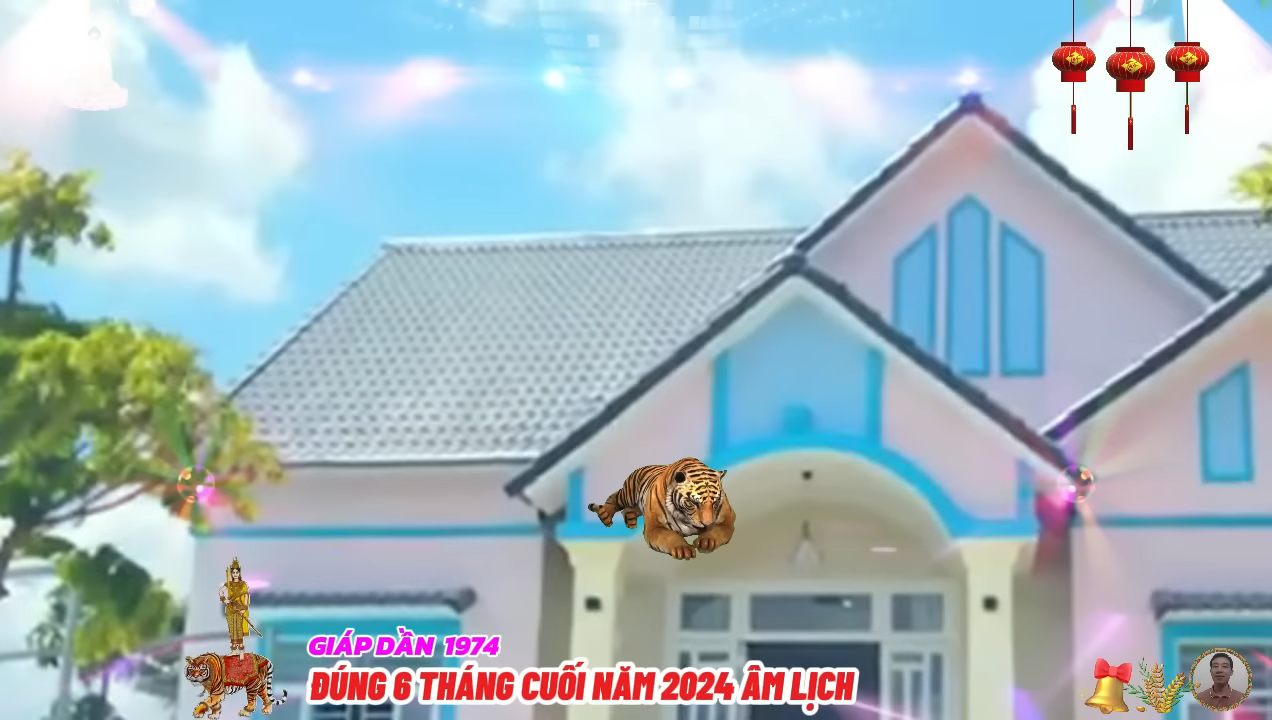 GIÁP DẦN 1974
ĐÚNG 6 THÁNG CUỐI NĂM 2024 ÂM LỊCH